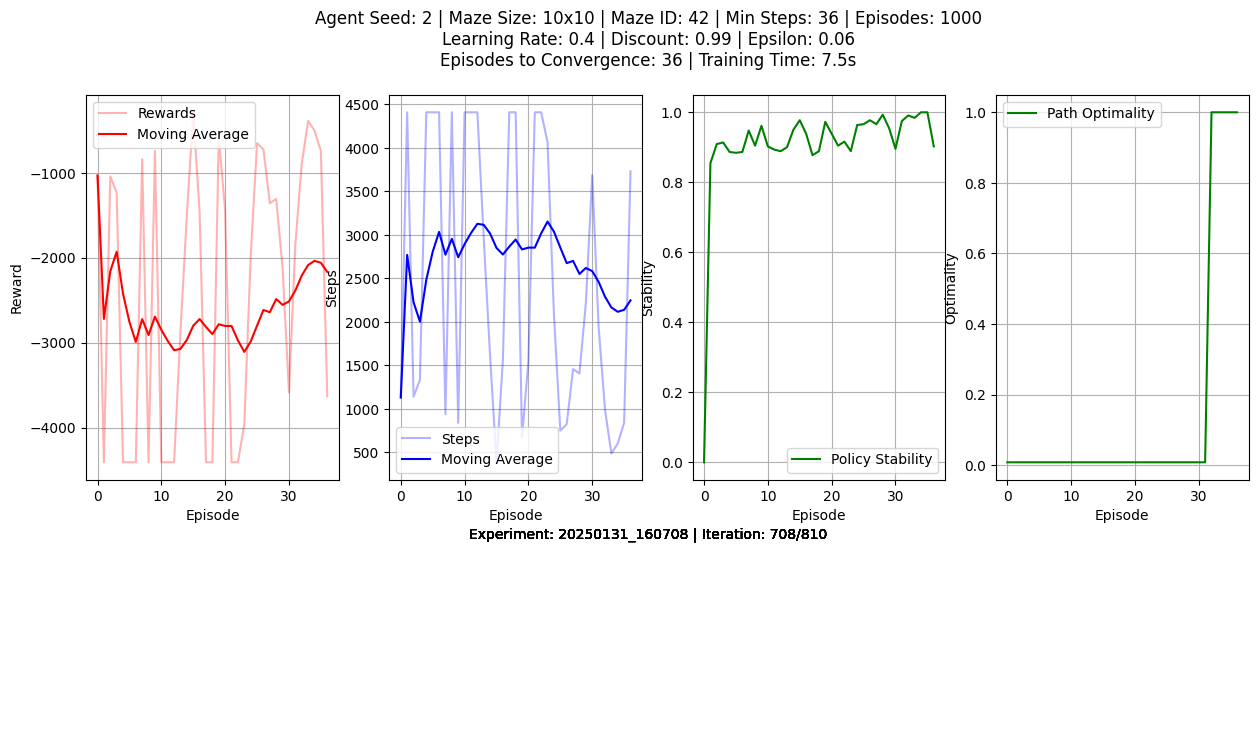 Agent Seed: 2 | Maze Size: 10x10 | Maze ID: 42 | Min Steps: 36 | Episodes: 1000
Learning Rate: 0.4 | Discount: 0.99 | Epsilon: 0.06
Episodes to Convergence: 36 | Training Time: 7.5s
Rewards
Moving Average
−1000
−2000
−3000
−4000
Reward
0 10 20 30
Episode
4500
4000
3500
3000
2500
2000
1500
1000
500
Steps
Steps
Moving Average
0 10 20 30
Episode
1.0
0.8
0.6
0.4
0.2
0.0
Stability
Policy Stability
0 10 20 30
Episode
Path Optimality
1.0
0.8
0.6
0.4
0.2
0.0
Optimality
0 10 20 30
Episode
Experiment: 20250131_160708 | Iteration: 708/810